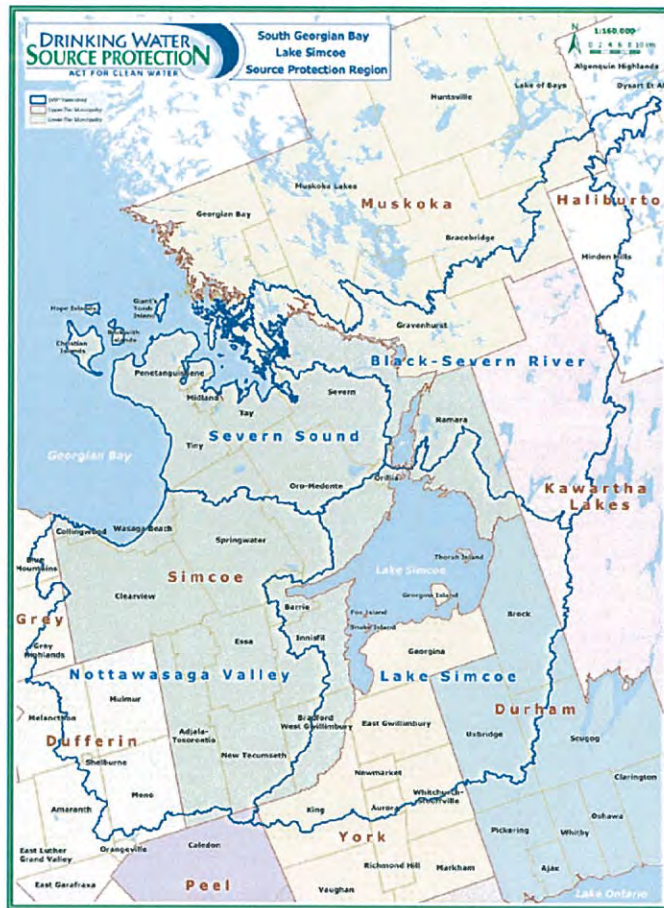 DRINKING WATER
SOURCE PROTECTION
ACT FOR CLEAN WATER
South Georgian Bay
Lake Simcoe
Source Protection Region
N
1:160,000
0 2 4 6 8 10
Algonquin Highlands
Dysart Et Al
Lake of Bays
Huntsville
Muskoka Lakes
Muskoka
Haliburto
Georgian Bay
Bracebridge
Minden Hills
Hope Islands
Giant's Tomb Island
Christian Islands
Gravenhurst
Black-Severn River
Penetanguishene
Midland
Severn
Tay
Ramara
Tiny
Severn Sound
Georgian Bay
Oro-Medonte
Orillia
Kawartha
Lakes
Collingwood
Wasaga Beach
Springwater
Blue Mountains
Simcoe
Lake Simcoe
Thorah Island
Clearview
Georgina Island
Barrie
Fox Island
Snake Island
Brock
Grey
Essa
Innisfil
Grey Highlands
Georgina
Nottawasaga Valley
Lake Simcoe
Mulmur
Durham
Melancthon
Bradford
West Gwillimbury
East Gwillimbury
Adjala-
Tosorontio
Uxbridge
Scugog
Dufferin
New Tecumseth
Shelburne
Newmarket
Clarington
Mono
Whitchurch-
Stouffville
Amaranth
King
Aurora
Oshawa
Pickering
Whitby
York
East Luther
Grand Valley
Orangeville
Caledon
Ajax
Richmond Hill
Markham
East Garafraxa
Peel
Vaughan
Lake Ontario